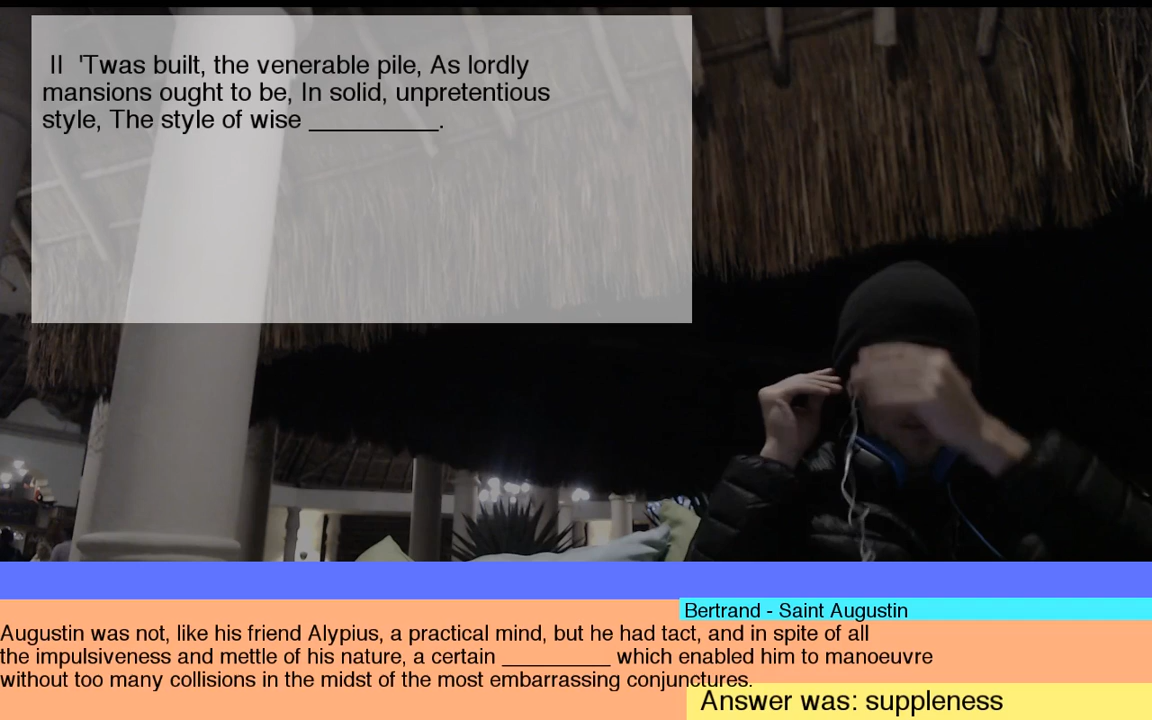 II 'Twas built, the venerable pile, As lordly
mansions ought to be, In solid, unpretentious
style, The style of wise __________.
Bertrand - Saint Augustin
Augustin was not, like his friend Alypius, a practical mind, but he had tact, and in spite of all
the impulsiveness and mettle of his nature, a certain __________ which enabled him to manoeuvre
without too many collisions in the midst of the most embarrassing conjunctures.
Answer was: suppleness